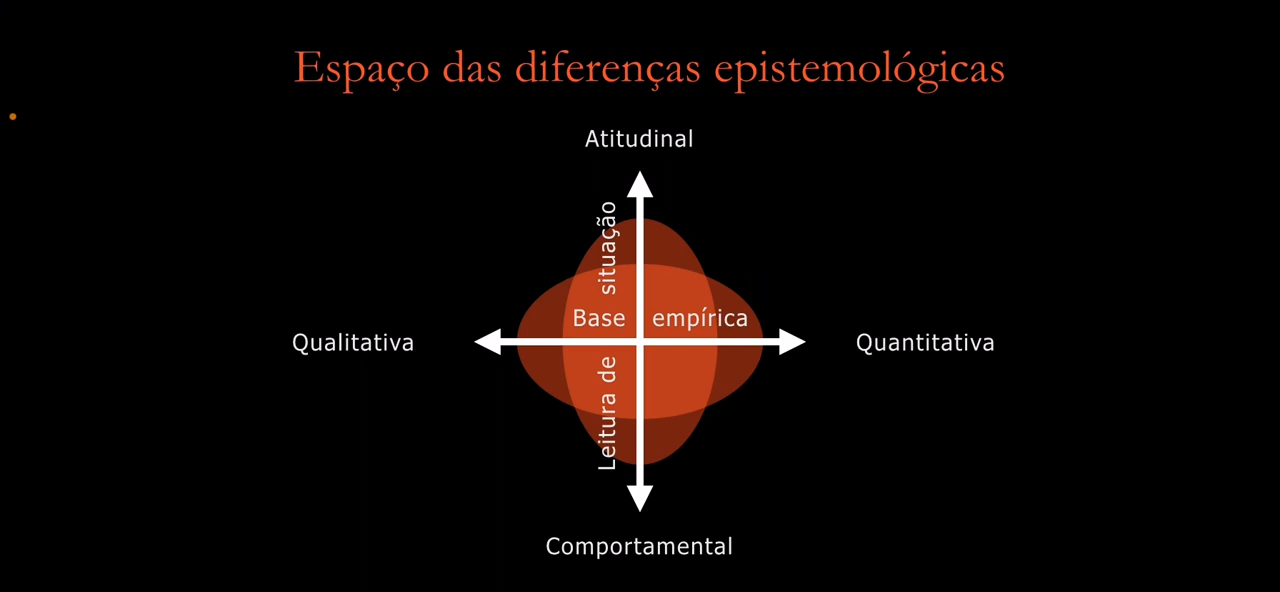 Espaço das diferenças epistemológicas
Atitudinal
Leitura de situação
Base empírica
Qualitativa
Quantitativa
Comportamental